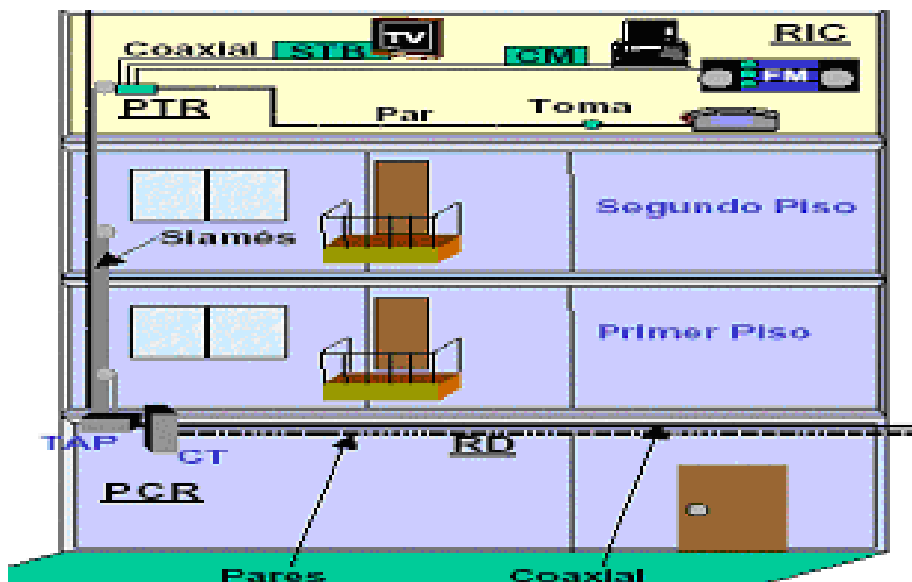 Coaxial STB TV CM RIC
FM
PTR Par Toma
Segundo Piso
Siamés
Primer Piso
TAP CT RD
PCR
Pares Coaxial